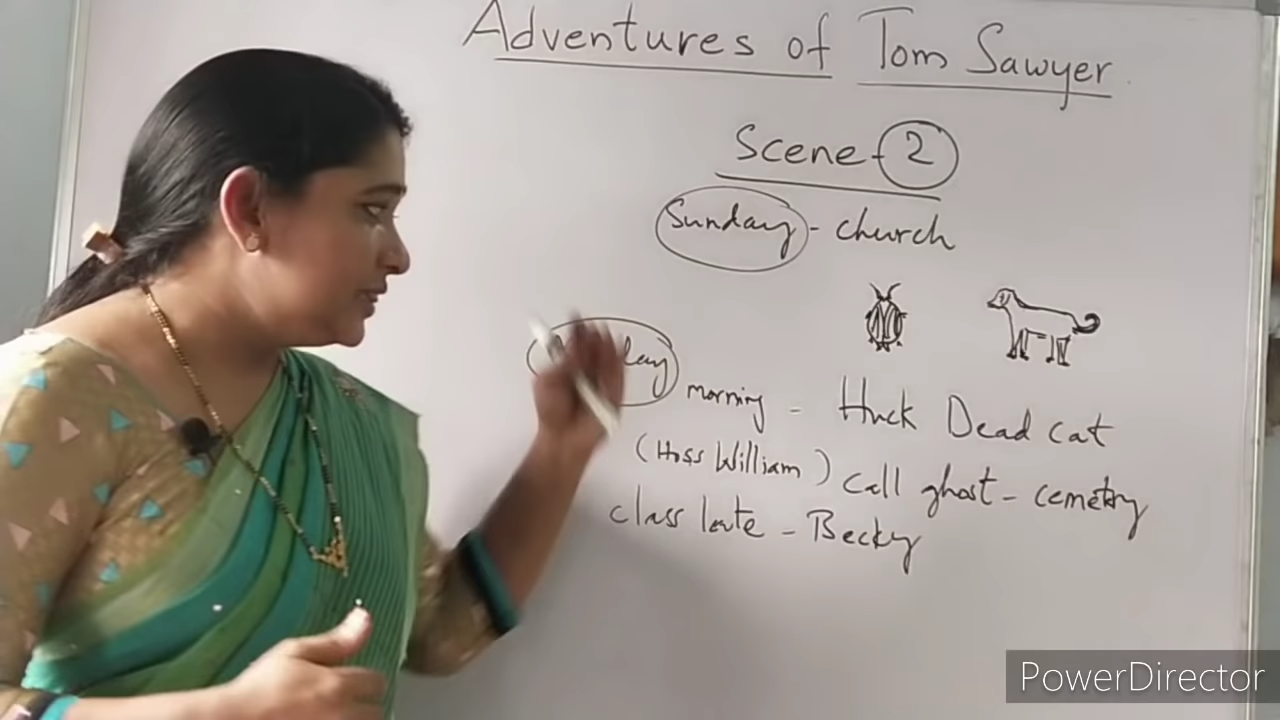 Adventures of Tom Sawyer
Scene - 2
Sunday - church
morning - Huck Dead cat
(Hoss William) call ghost - cemetry
class late - Becky
PowerDirector